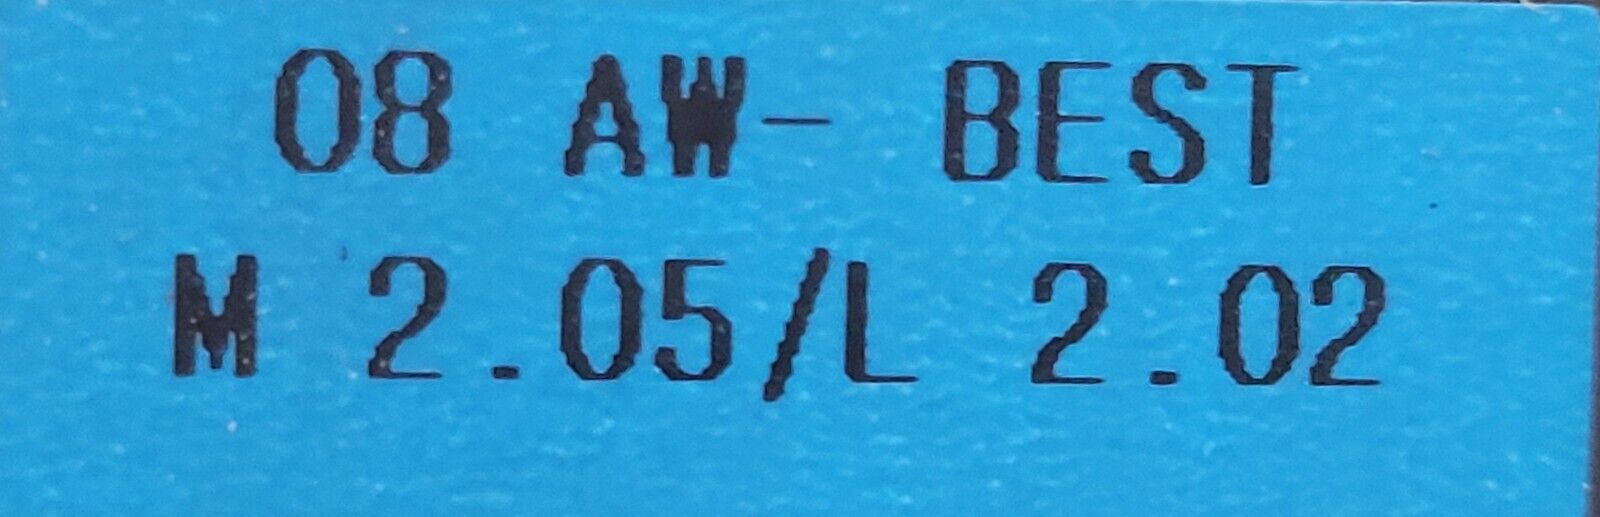 08 AW- BEST
M 2.05/L 2.02